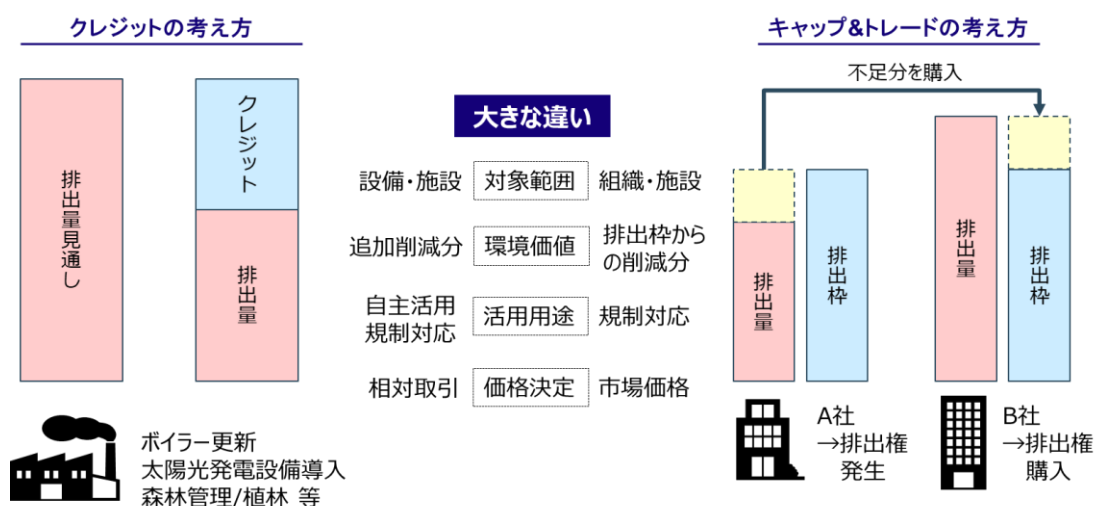 クレジットの考え方
排出量見通し
クレジット
排出量
ボイラー更新
太陽光発電設備導入
森林管理/植林 等
大きな違い
設備・施設 対象範囲 組織・施設
追加削減分 環境価値 排出枠から
の削減分
自主活用
規制対応 活用用途 規制対応
相対取引 価格決定 市場価格
キャップ&トレードの考え方
不足分を購入
排出量
排出枠
排出量
排出枠
A社
→排出権
発生
B社
→排出権
購入